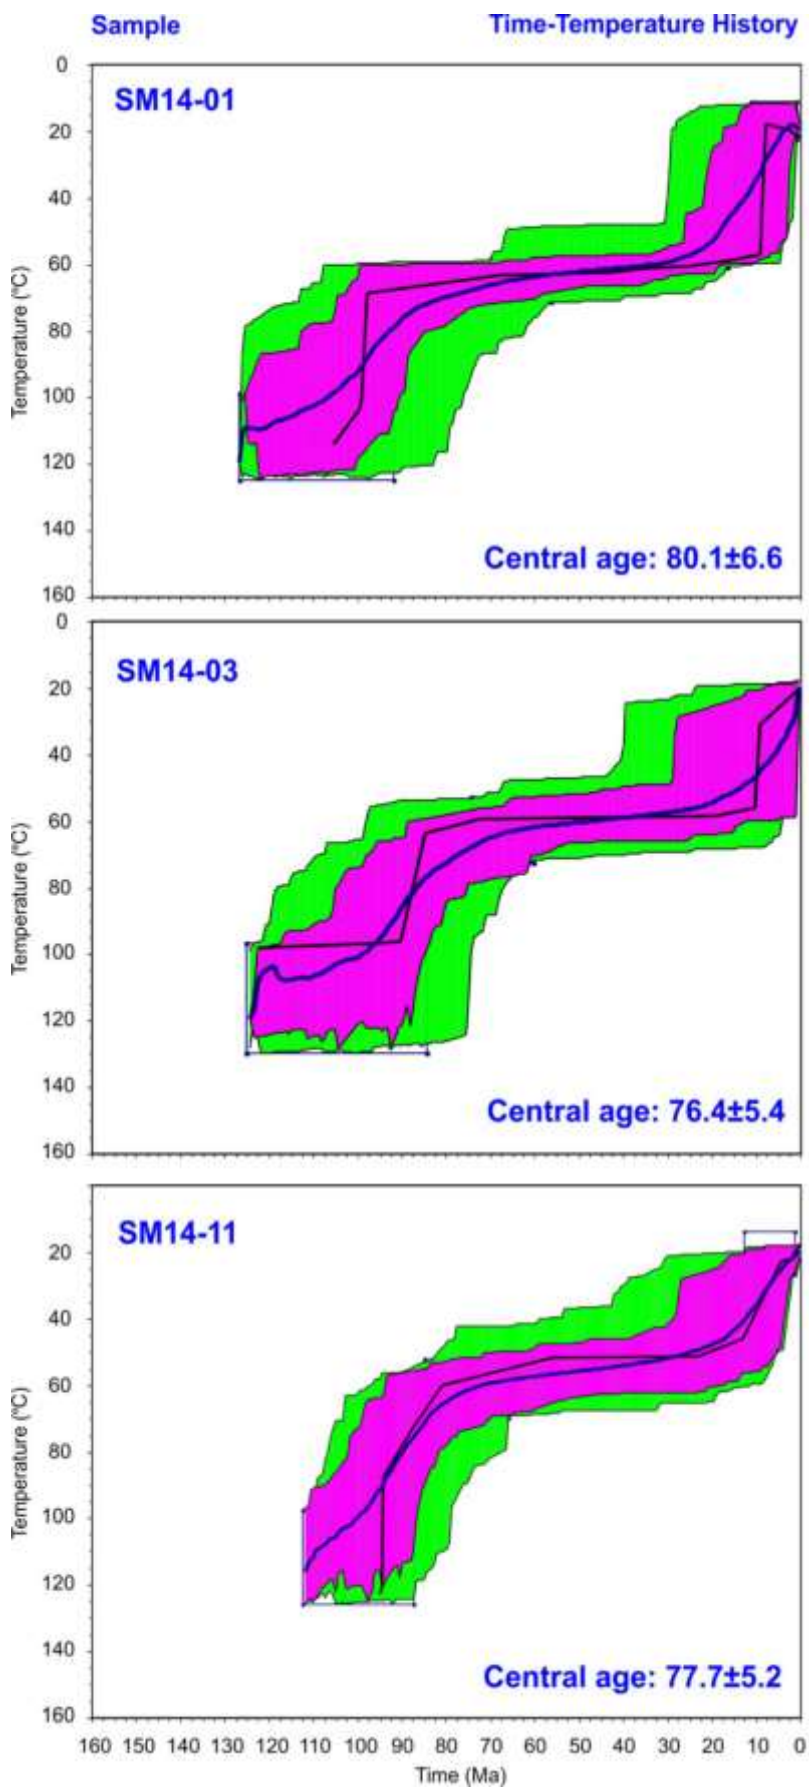 Sample Time-Temperature History
0
20
40
60
80
100
120
140
160
Temperature (ºC)
SM14-01
Central age: 80.1±6.6
0
20
40
60
80
100
120
140
160
Temperature (ºC)
SM14-03
Central age: 76.4±5.4
20
40
60
80
100
120
140
160
Temperature (ºC)
SM14-11
Central age: 77.7±5.2
160 150 140 130 120 110 100 90 80 70 60 50 40 30 20 10 0
Time (Ma)